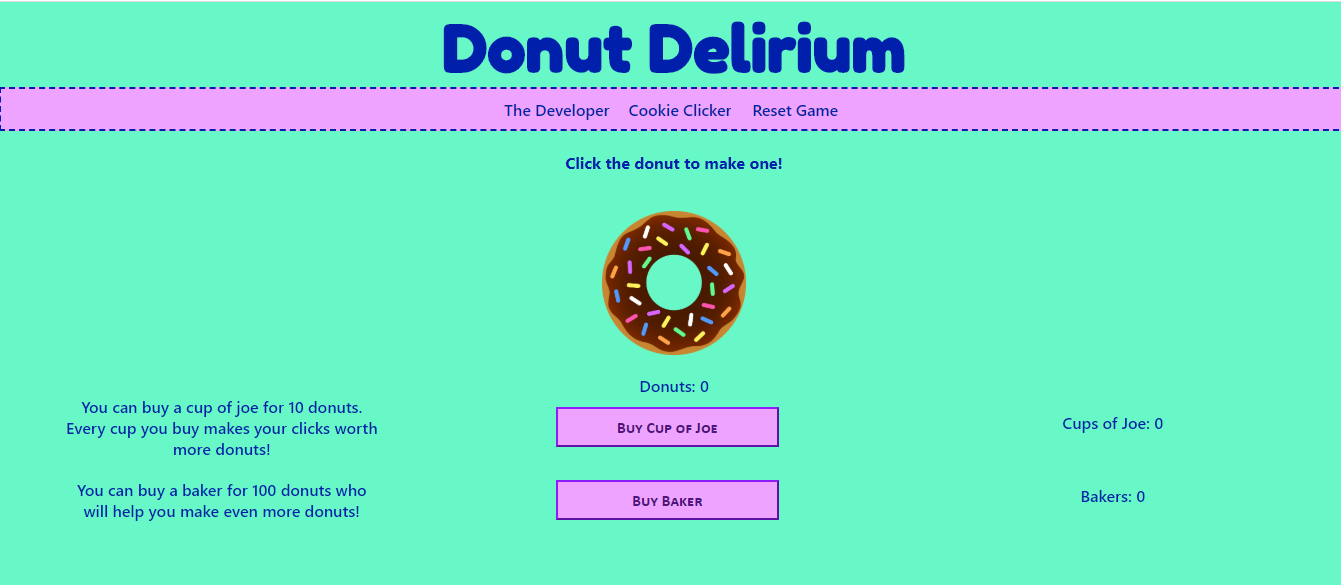 Donut Delirium
The Developer Cookie Clicker Reset Game
Click the donut to make one!
Donuts: 0
You can buy a cup of joe for 10 donuts.
Every cup you buy makes your clicks worth
more donuts!
Buy Cup of Joe
Cups of Joe: 0
You can buy a baker for 100 donuts who
will help you make even more donuts!
Buy Baker
Bakers: 0